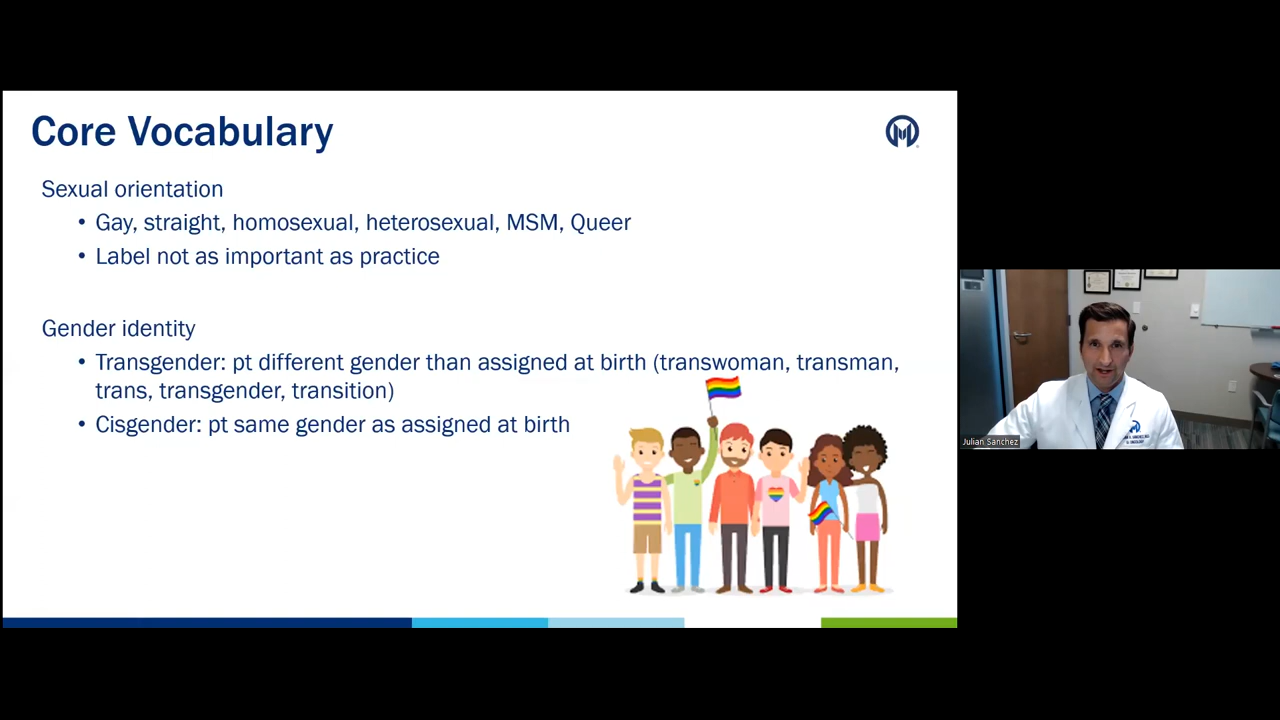 Core Vocabulary
Sexual orientation
• Gay, straight, homosexual, heterosexual, MSM, Queer
• Label not as important as practice
Gender identity
• Transgender: pt different gender than assigned at birth (transwoman, transman,
trans, transgender, transition)
• Cisgender: pt same gender as assigned at birth
Julian Sanchez